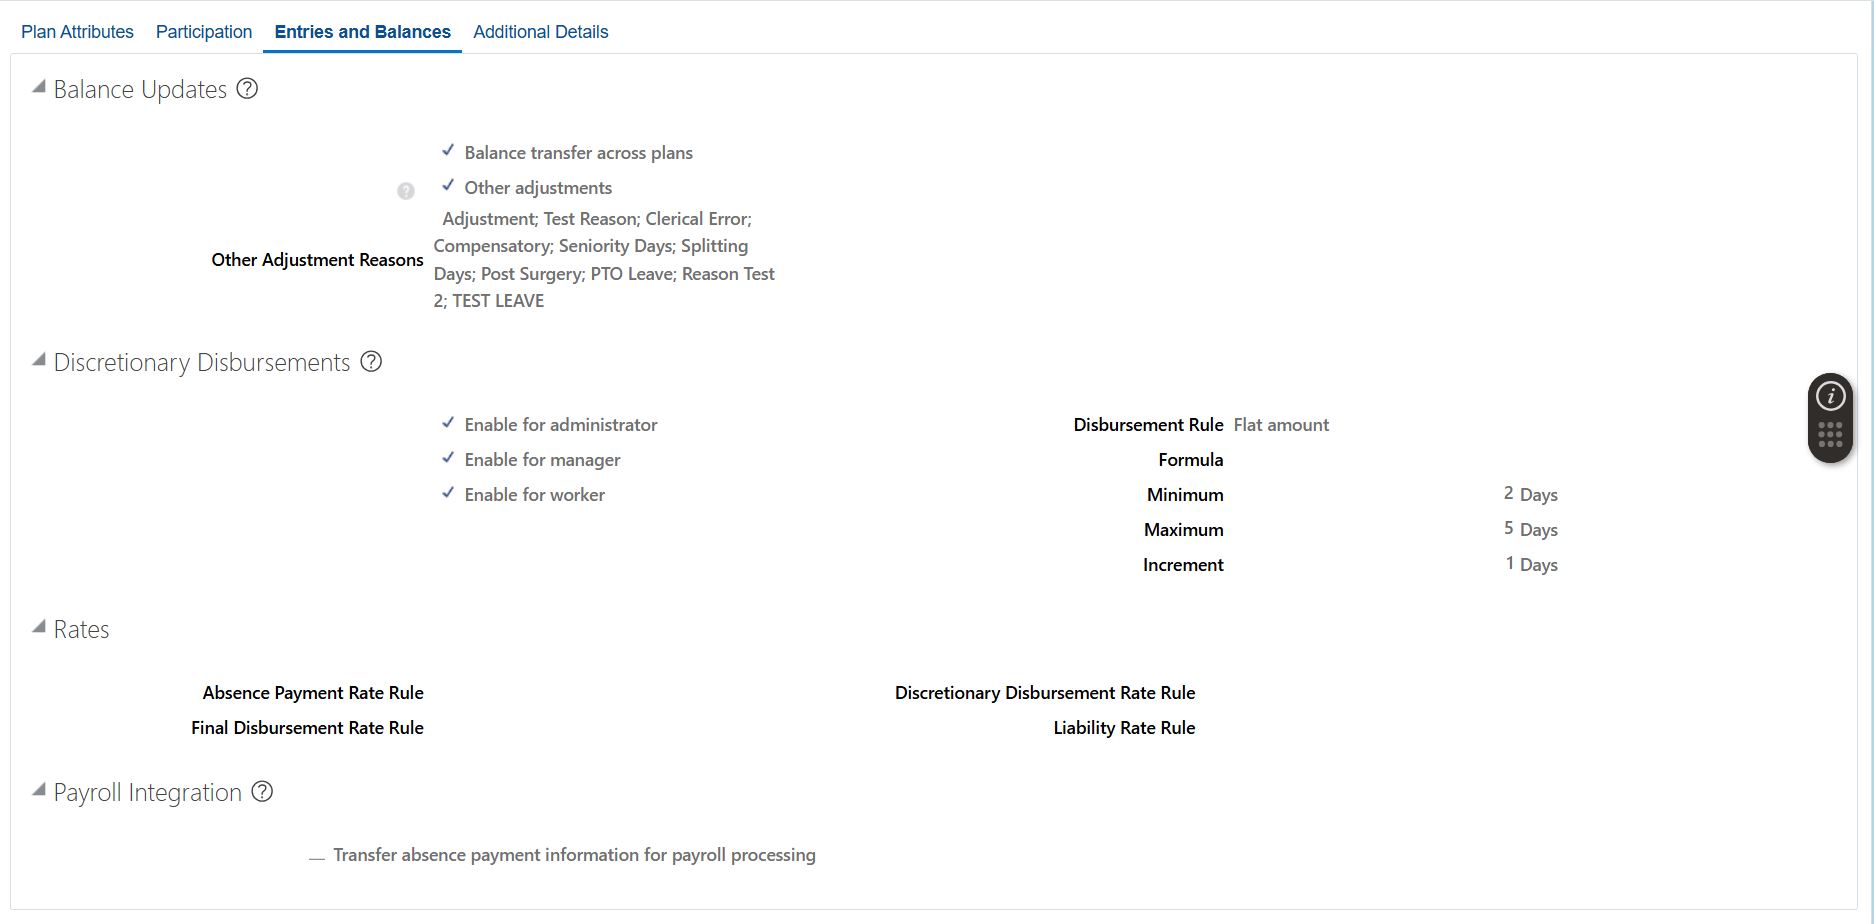 Plan Attributes Participation Entries and Balances Additional Details
Balance Updates ?
Balance transfer across plans
? Other adjustments
Other Adjustment Reasons
Adjustment; Test Reason; Clerical Error;
Compensatory; Seniority Days; Splitting
Days; Post Surgery; PTO Leave; Reason Test
2; TEST LEAVE
Discretionary Disbursements ?
Enable for administrator
Enable for manager
Enable for worker
Disbursement Rule Flat amount
Formula
Minimum 2 Days
Maximum 5 Days
Increment 1 Days
i
Rates
Absence Payment Rate Rule
Final Disbursement Rate Rule
Discretionary Disbursement Rate Rule
Liability Rate Rule
Payroll Integration ?
Transfer absence payment information for payroll processing